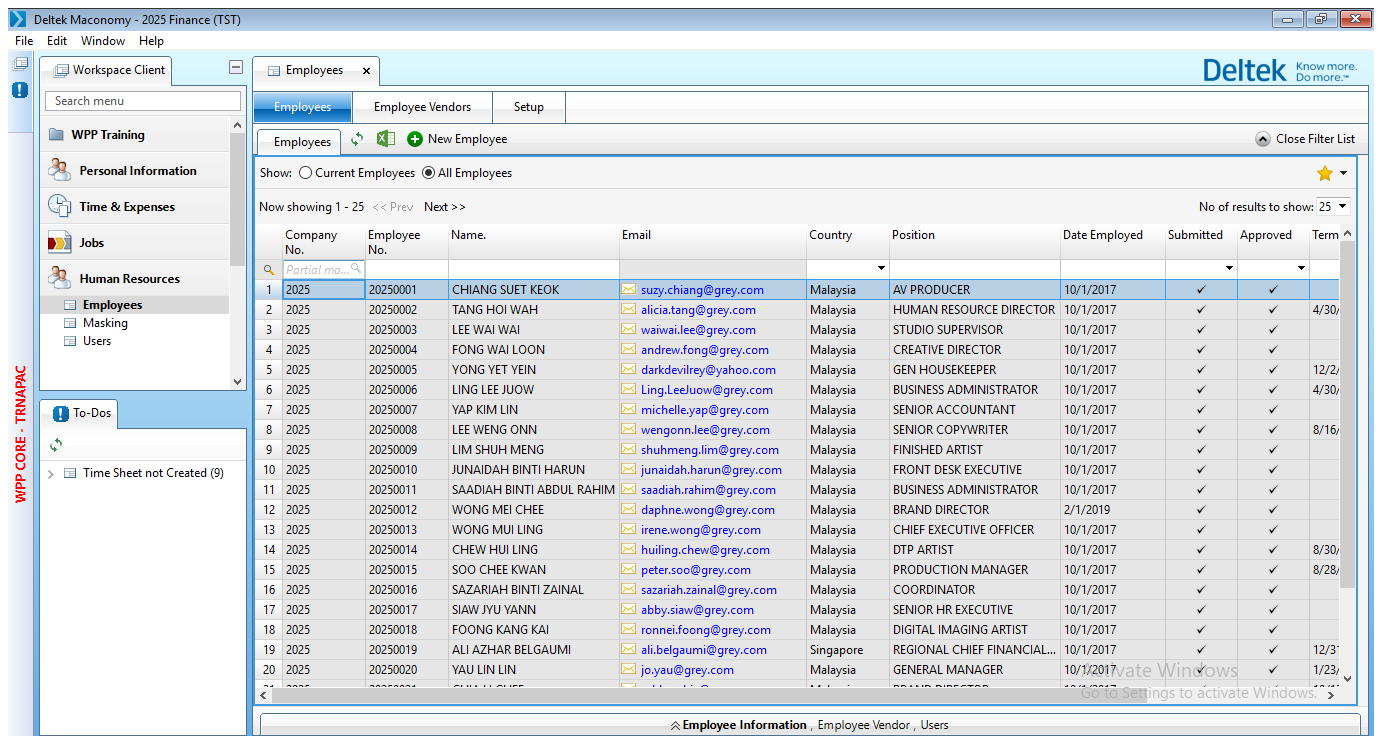 Deltek Maconomy - 2025 Finance (TST)
File Edit Window Help
Workspace Client
Search menu
WPP Training
Personal Information
Time & Expenses
Jobs
Human Resources
Employees
Masking
Users
WPP CORE - TRNAPAC
To-Dos
Time Sheet not Created (9)
Employees
Deltek Know more. Do more.™
Employees Employee Vendors Setup
Employees New Employee Close Filter List
Show: Current Employees All Employees
Now showing 1 - 25 << Prev Next >> No of results to show: 25
Company No. Employee No. Name. Email Country Position Date Employed Submitted Approved Term
Partial ma...
1 2025 20250001 CHIANG SUET KEOK suzy.chiang@grey.com Malaysia AV PRODUCER 10/1/2017 ✓ ✓
2 2025 20250002 TANG HOI WAH alicia.tang@grey.com Malaysia HUMAN RESOURCE DIRECTOR 10/1/2017 ✓ ✓ 4/30/
3 2025 20250003 LEE WAI WAI waiwai.lee@grey.com Malaysia STUDIO SUPERVISOR 10/1/2017 ✓ ✓
4 2025 20250004 FONG WAI LOON andrew.fong@grey.com Malaysia CREATIVE DIRECTOR 10/1/2017 ✓ ✓
5 2025 20250005 YONG YET YEIN darkdevilrey@yahoo.com Malaysia GEN HOUSEKEEPER 10/1/2017 ✓ ✓ 12/2/
6 2025 20250006 LING LEE JUOW Ling.LeeJuow@grey.com Malaysia BUSINESS ADMINISTRATOR 10/1/2017 ✓ ✓ 4/30/
7 2025 20250007 YAP KIM LIN michelle.yap@grey.com Malaysia SENIOR ACCOUNTANT 10/1/2017 ✓ ✓
8 2025 20250008 LEE WENG ONN wengonn.lee@grey.com Malaysia SENIOR COPYWRITER 10/1/2017 ✓ ✓ 8/16/
9 2025 20250009 LIM SHUH MENG shuhmeng.lim@grey.com Malaysia FINISHED ARTIST 10/1/2017 ✓ ✓
10 2025 20250010 JUNAIDAH BINTI HARUN junaidah.harun@grey.com Malaysia FRONT DESK EXECUTIVE 10/1/2017 ✓ ✓
11 2025 20250011 SAADIAH BINTI ABDUL RAHIM saadiah.rahim@grey.com Malaysia BUSINESS ADMINISTRATOR 10/1/2017 ✓ ✓
12 2025 20250012 WONG MEI CHEE daphne.wong@grey.com Malaysia BRAND DIRECTOR 2/1/2019 ✓ ✓
13 2025 20250013 WONG MUI LING irene.wong@grey.com Malaysia CHIEF EXECUTIVE OFFICER 10/1/2017 ✓ ✓
14 2025 20250014 CHEW HUI LING huiling.chew@grey.com Malaysia DTP ARTIST 10/1/2017 ✓ ✓ 8/30/
15 2025 20250015 SOO CHEE KWAN peter.soo@grey.com Malaysia PRODUCTION MANAGER 10/1/2017 ✓ ✓ 8/28/
16 2025 20250016 SAZARIAH BINTI ZAINAL sazariah.zainal@grey.com Malaysia COORDINATOR 10/1/2017 ✓ ✓
17 2025 20250017 SIAW JYU YANN abby.siaw@grey.com Malaysia SENIOR HR EXECUTIVE 10/1/2017 ✓ ✓
18 2025 20250018 FOONG KANG KAI ronnei.foong@grey.com Malaysia DIGITAL IMAGING ARTIST 10/1/2017 ✓ ✓
19 2025 20250019 ALI AZHAR BELGAUMI ali.belgaumi@grey.com Singapore REGIONAL CHIEF FINANCIAL... 10/1/2017 ✓ ✓ 12/31
20 2025 20250020 YAU LIN LIN jo.yau@grey.com Malaysia GENERAL MANAGER 10/1/2017 ✓ ✓ 1/23/
Activate Windows
Go to Settings to activate Windows.
Employee Information , Employee Vendor , Users